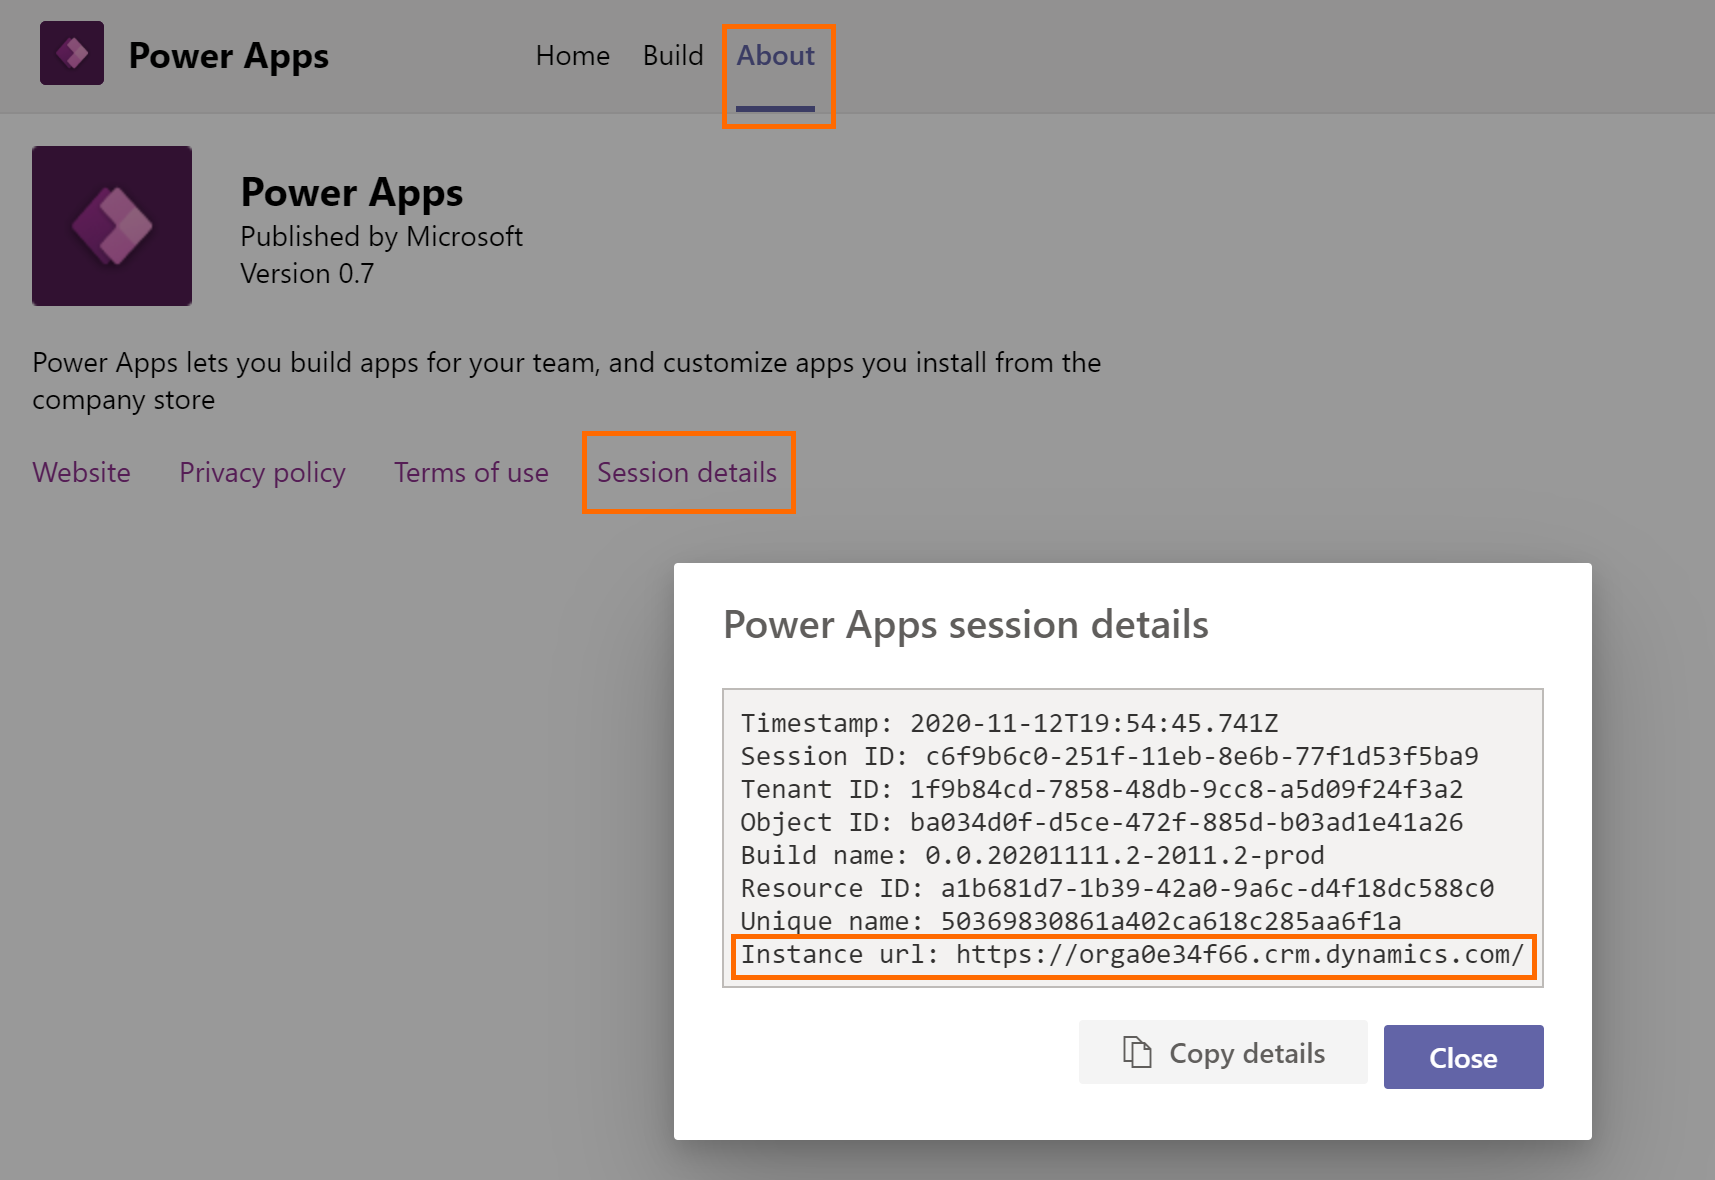 Power Apps
Home Build About
Power Apps
Published by Microsoft
Version 0.7
Power Apps lets you build apps for your team, and customize apps you install from the
company store
Website Privacy policy Terms of use Session details
Power Apps session details
Timestamp: 2020-11-12T19:54:45.741Z
Session ID: c6f9b6c0-251f-11eb-8e6b-77f1d53f5ba9
Tenant ID: 1f9b84cd-7858-48db-9cc8-a5d09f24f3a2
Object ID: ba034d0f-d5ce-472f-885d-b03ad1e41a26
Build name: 0.0.20201111.2-2011.2-prod
Resource ID: a1b681d7-1b39-42a0-9a6c-d4f18dc588c0
Unique name: 50369830861a402ca618c285aa6f1a
Instance url: https://orga0e34f66.crm.dynamics.com/
Copy details Close